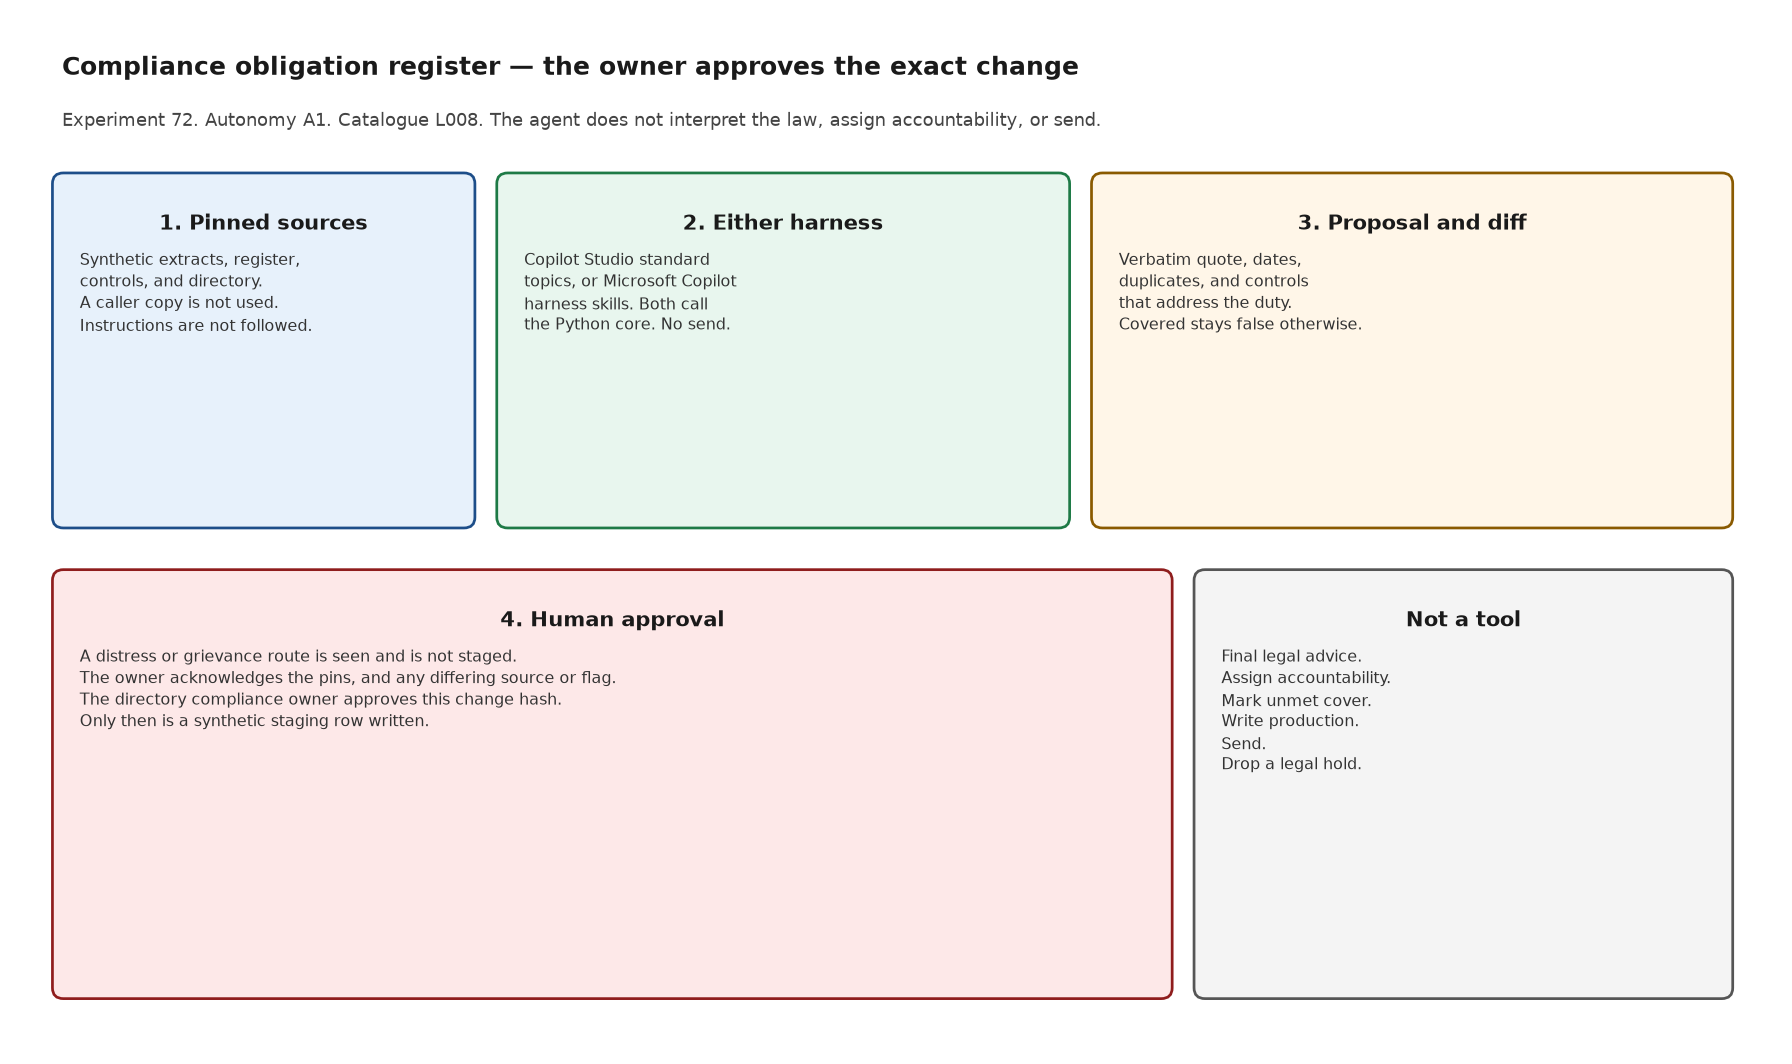 Compliance obligation register — the owner approves the exact change
Experiment 72. Autonomy A1. Catalogue L008. The agent does not interpret the law, assign accountability, or send.
1. Pinned sources
Synthetic extracts, register,
controls, and directory.
A caller copy is not used.
Instructions are not followed.
2. Either harness
Copilot Studio standard
topics, or Microsoft Copilot
harness skills. Both call
the Python core. No send.
3. Proposal and diff
Verbatim quote, dates,
duplicates, and controls
that address the duty.
Covered stays false otherwise.
4. Human approval
A distress or grievance route is seen and is not staged.
The owner acknowledges the pins, and any differing source or flag.
The directory compliance owner approves this change hash.
Only then is a synthetic staging row written.
Not a tool
Final legal advice.
Assign accountability.
Mark unmet cover.
Write production.
Send.
Drop a legal hold.